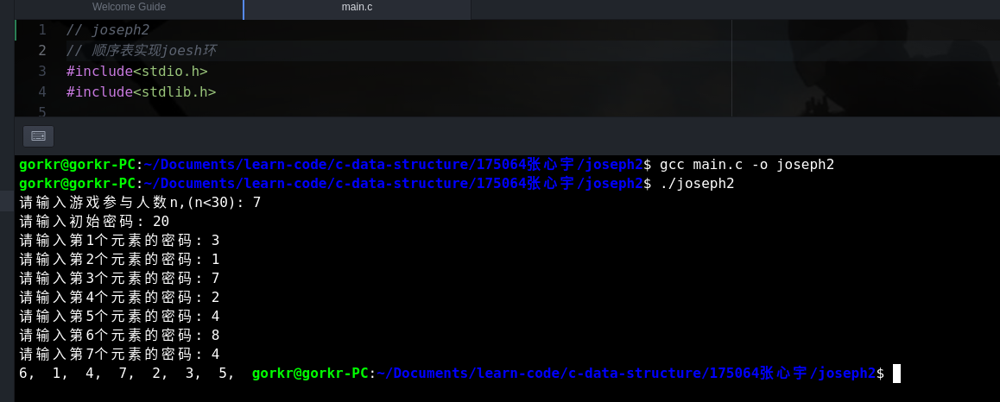 Welcome Guide main.c
1 // joseph2
2 // 顺序表实现joesh环
3 #include<stdio.h>
4 #include<stdlib.h>
5
gorkr@gorkr-PC:~/Documents/learn-code/c-data-structure/175064张心宇/joseph2$ gcc main.c -o joseph2
gorkr@gorkr-PC:~/Documents/learn-code/c-data-structure/175064张心宇/joseph2$ ./joseph2
请输入游戏参与人数n,(n<30): 7
请输入初始密码: 20
请输入第1个元素的密码: 3
请输入第2个元素的密码: 1
请输入第3个元素的密码: 7
请输入第4个元素的密码: 2
请输入第5个元素的密码: 4
请输入第6个元素的密码: 8
请输入第7个元素的密码: 4
6, 1, 4, 7, 2, 3, 5, gorkr@gorkr-PC:~/Documents/learn-code/c-data-structure/175064张心宇/joseph2$